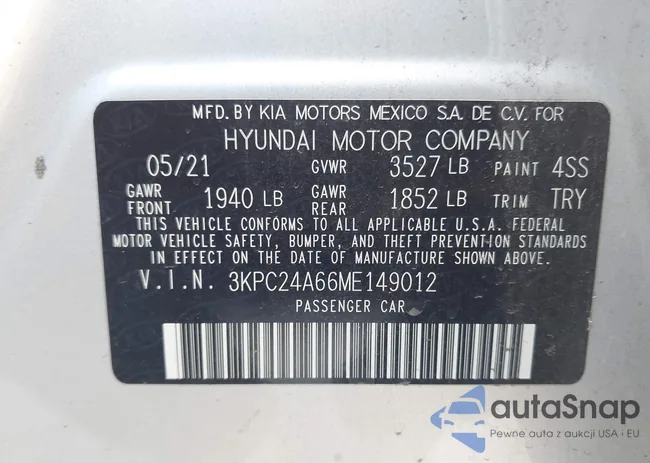 MFD. BY KIA MOTORS MEXICO S.A. DE C.V. FOR
HYUNDAI MOTOR COMPANY
05/21 GVWR 3527 LB PAINT 4SS
GAWR FRONT 1940 LB GAWR REAR 1852 LB TRIM TRY
THIS VEHICLE CONFORMS TO ALL APPLICABLE U.S.A. FEDERAL
MOTOR VEHICLE SAFETY, BUMPER, AND THEFT PREVENTION STANDARDS
IN EFFECT ON THE DATE OF MANUFACTURE SHOWN ABOVE.
V.I.N. 3KPC24A66ME149012
PASSENGER CAR
autoSnap
Pewne auta z aukcji USA · EU